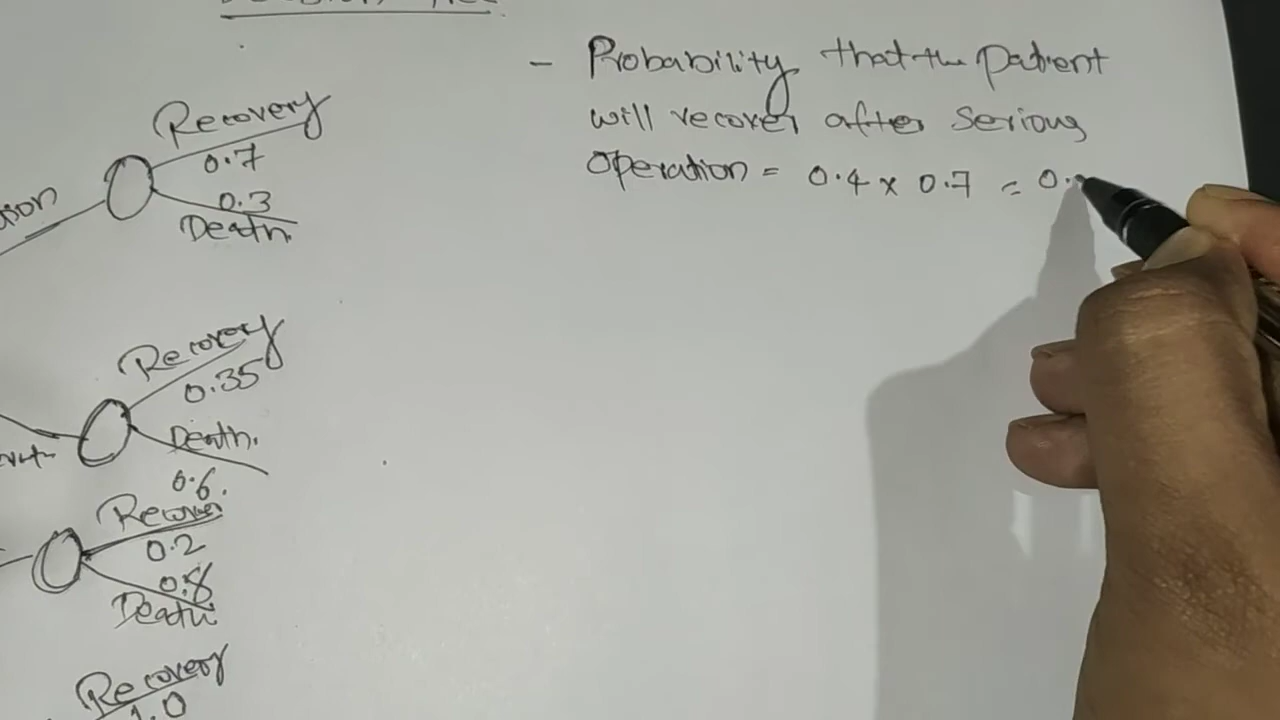 Recovery
0.7
0.3
Death.
Recovery
0.35
Death.
0.6.
Recover
0.2
0.8
Death.
Recovery
1.0
- Probability that the patient
will recover after serious
operation = 0.4 x 0.7 = 0.